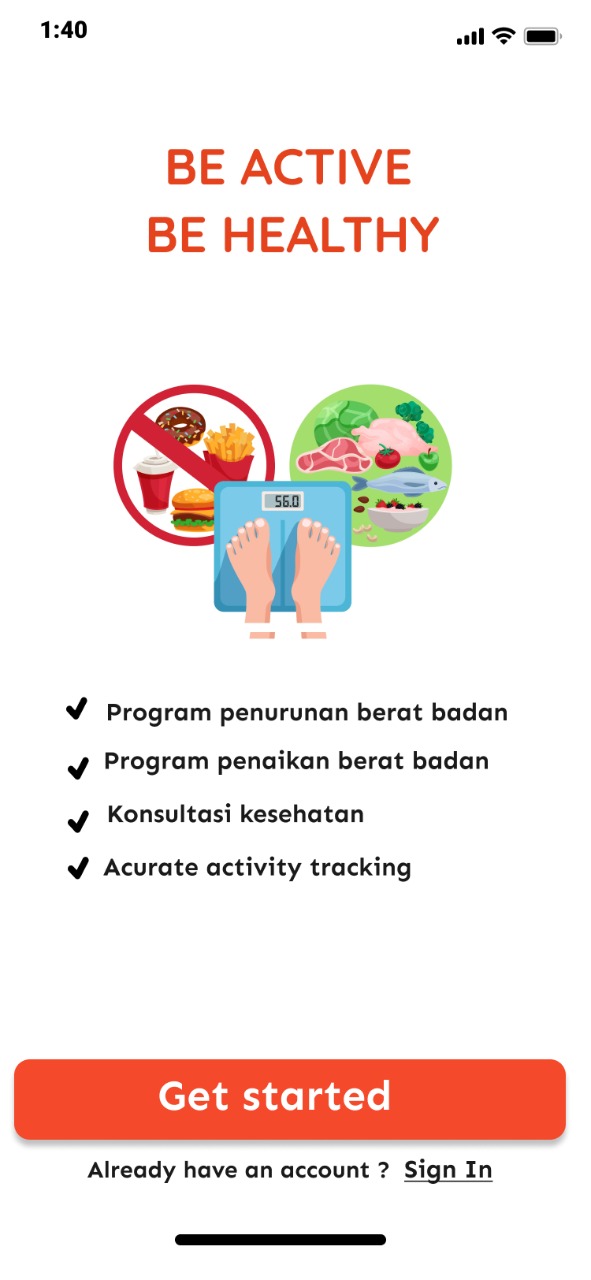 1:40
BE ACTIVE
BE HEALTHY
56.0
Program penurunan berat badan
Program penaikan berat badan
Konsultasi kesehatan
Acurate activity tracking
Get started
Already have an account ? Sign In